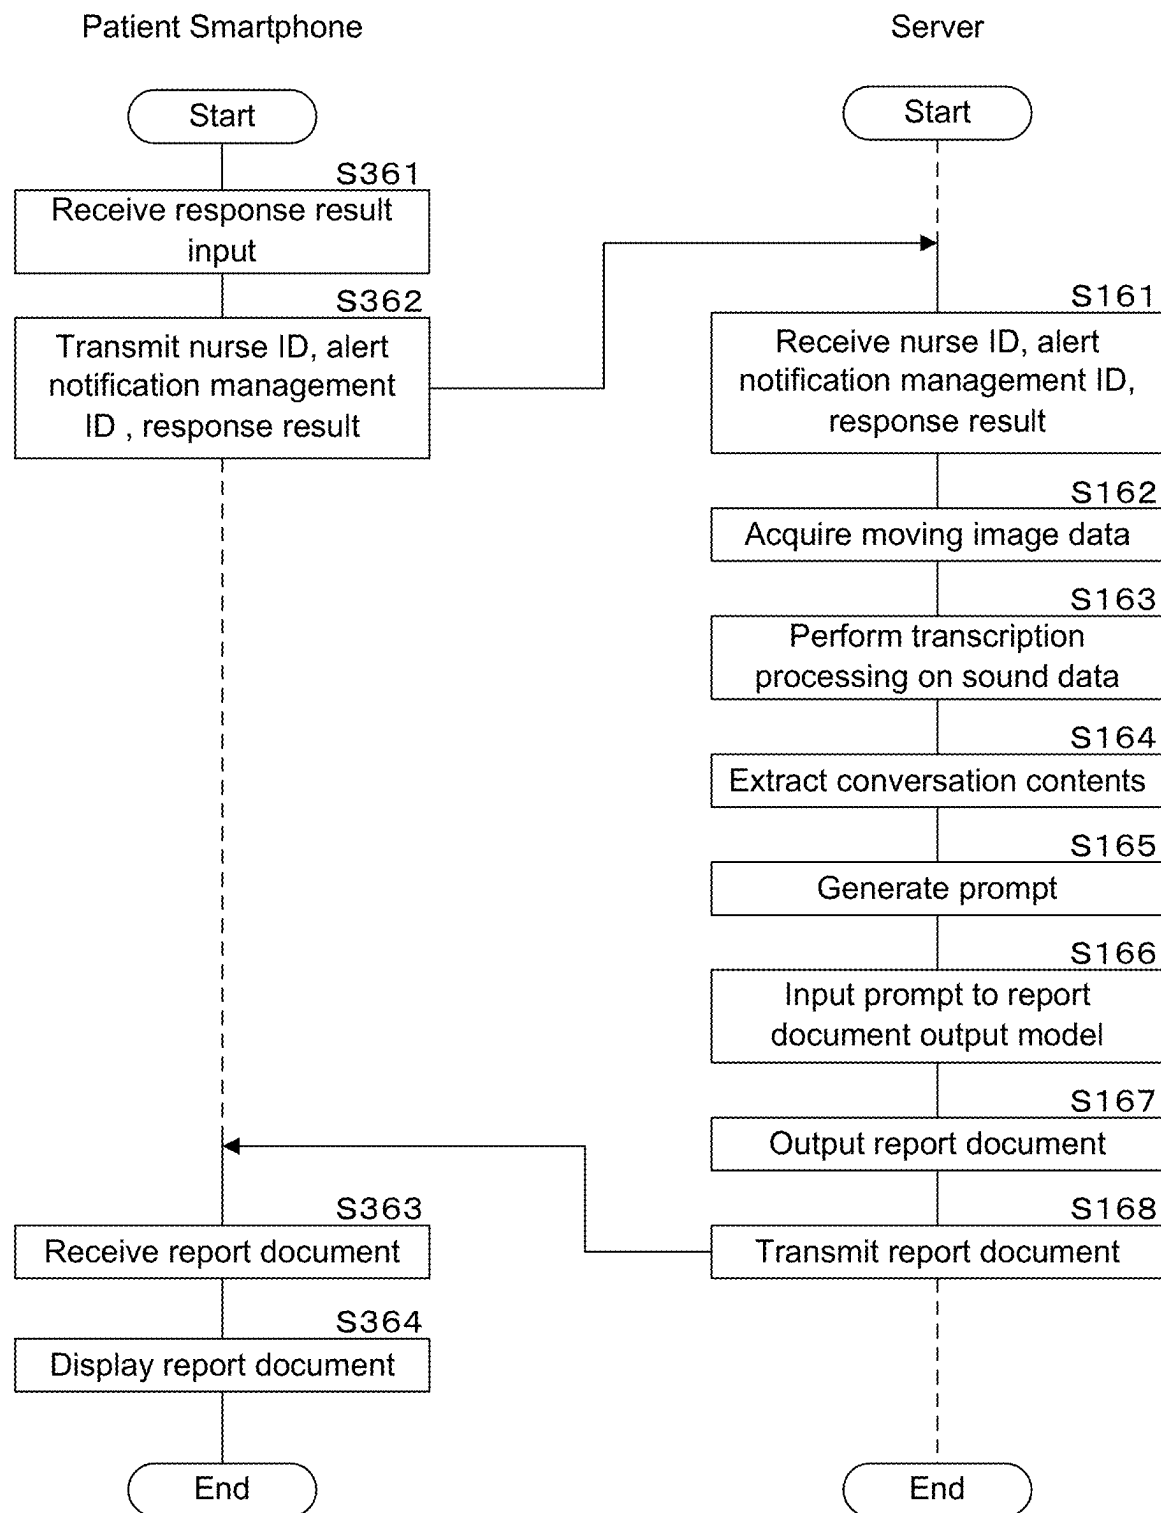 Patient Smartphone
Server
Start
Start
S361
Receive response result
input
S362
Transmit nurse ID, alert
notification management
ID , response result
S161
Receive nurse ID, alert
notification management ID,
response result
S162
Acquire moving image data
S163
Perform transcription
processing on sound data
S164
Extract conversation contents
S165
Generate prompt
S166
Input prompt to report
document output model
S167
Output report document
S168
Transmit report document
S363
Receive report document
S364
Display report document
End
End